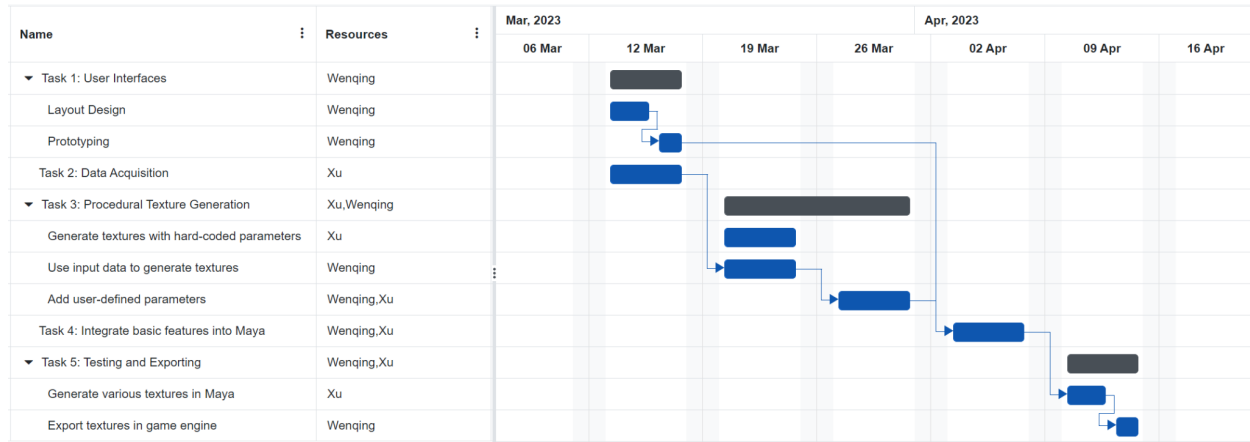 Name Resources Mar, 2023 Apr, 2023
06 Mar 12 Mar 19 Mar 26 Mar 02 Apr 09 Apr 16 Apr
Task 1: User Interfaces Wenqing
Layout Design Wenqing
Prototyping Wenqing
Task 2: Data Acquisition Xu
Task 3: Procedural Texture Generation Xu,Wenqing
Generate textures with hard-coded parameters Xu
Use input data to generate textures Wenqing
Add user-defined parameters Wenqing,Xu
Task 4: Integrate basic features into Maya Wenqing,Xu
Task 5: Testing and Exporting Wenqing,Xu
Generate various textures in Maya Xu
Export textures in game engine Wenqing